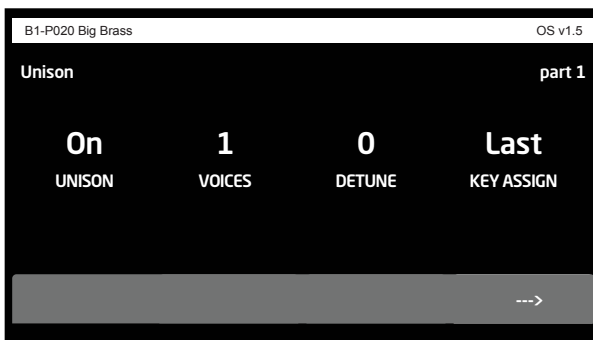 B1-P020 Big Brass OS v1.5
Unison part 1
On 1 0 Last
UNISON VOICES DETUNE KEY ASSIGN
--->